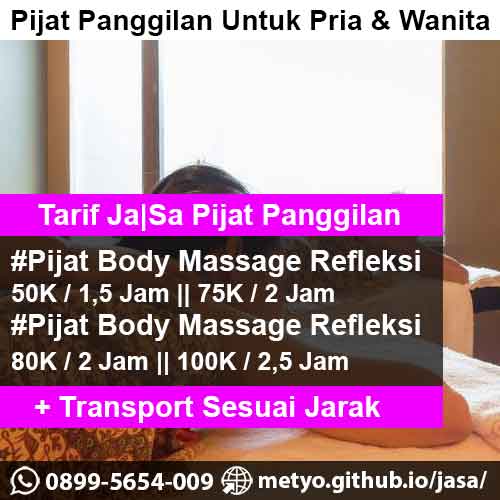 Pijat Panggilan Untuk Pria & Wanita
Tarif Ja|Sa Pijat Panggilan
#Pijat Body Massage Refleksi
50K / 1,5 Jam || 75K / 2 Jam
#Pijat Body Massage Refleksi
80K / 2 Jam || 100K / 2,5 Jam
+ Transport Sesuai Jarak
0899-5654-009 metyo.github.io/jasa/